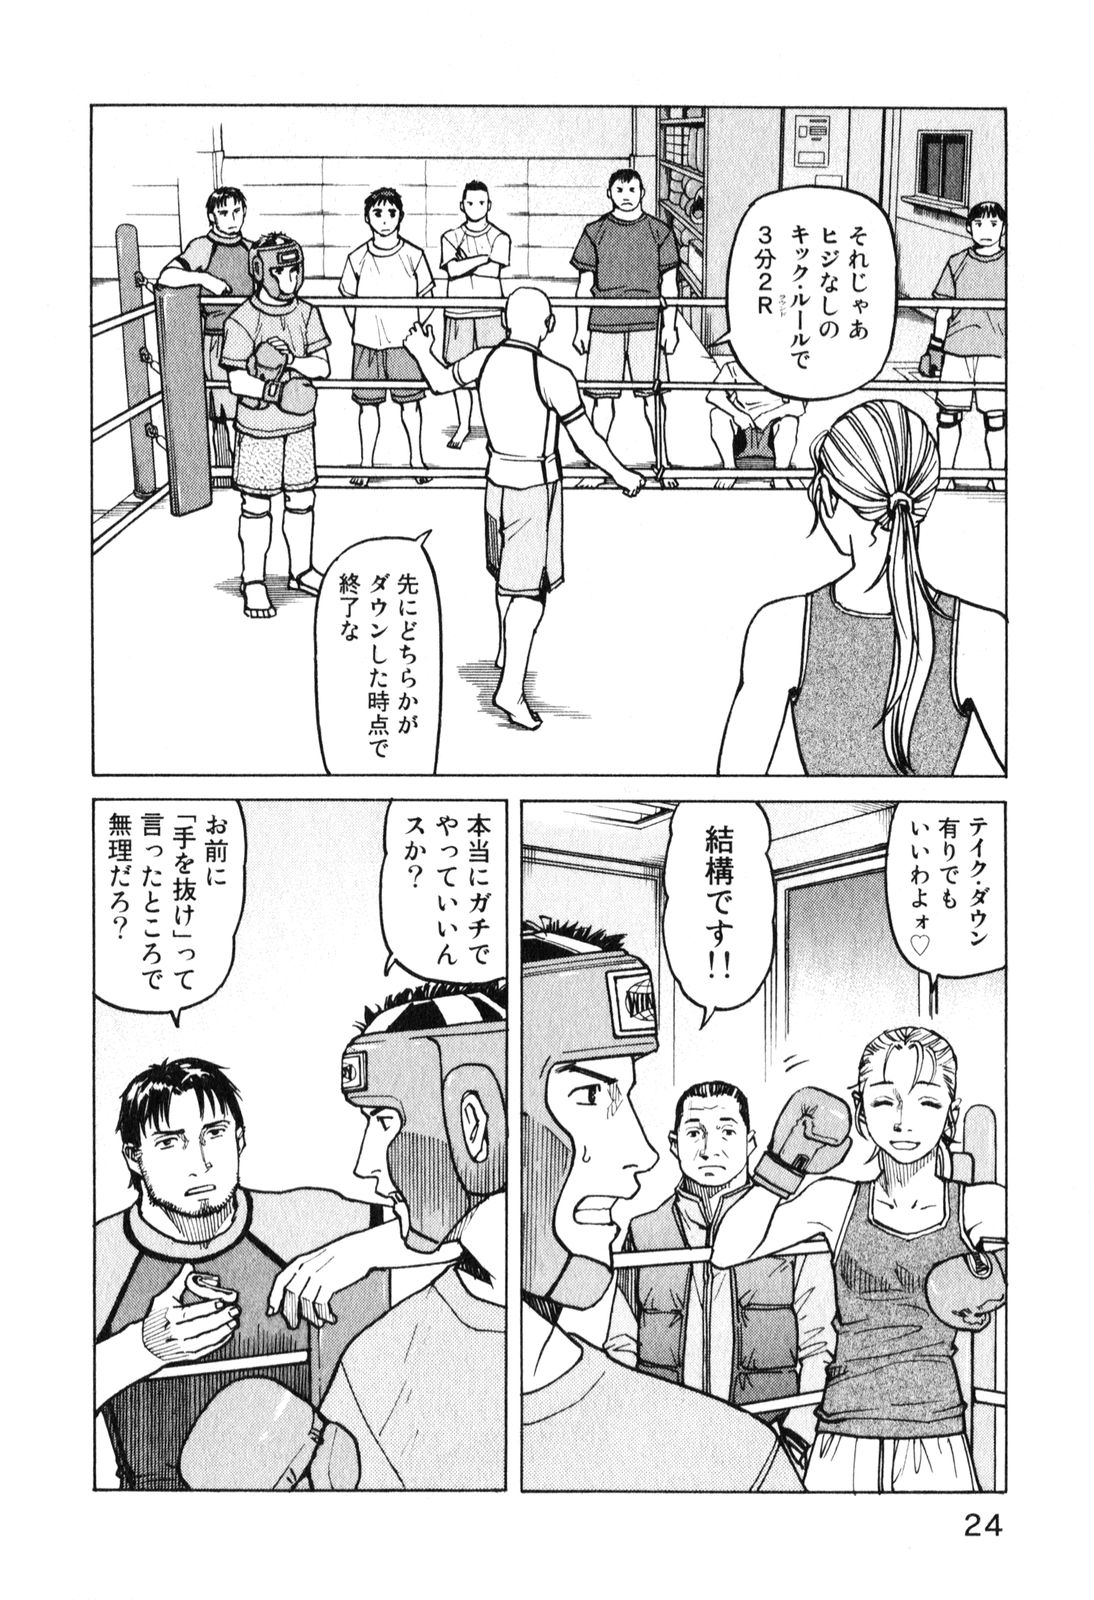 それじゃあ
ヒジなしの
キック・ルールで
3分2R
ラウンド
先にどちらかが
ダウンした時点で
終了な
テイク・ダウン
有りでも
いいわよォ♡
結構です!!
WIN
本当にガチで
やっていいん
スか?
お前に
「手を抜け」って
言ったところで
無理だろ?
24